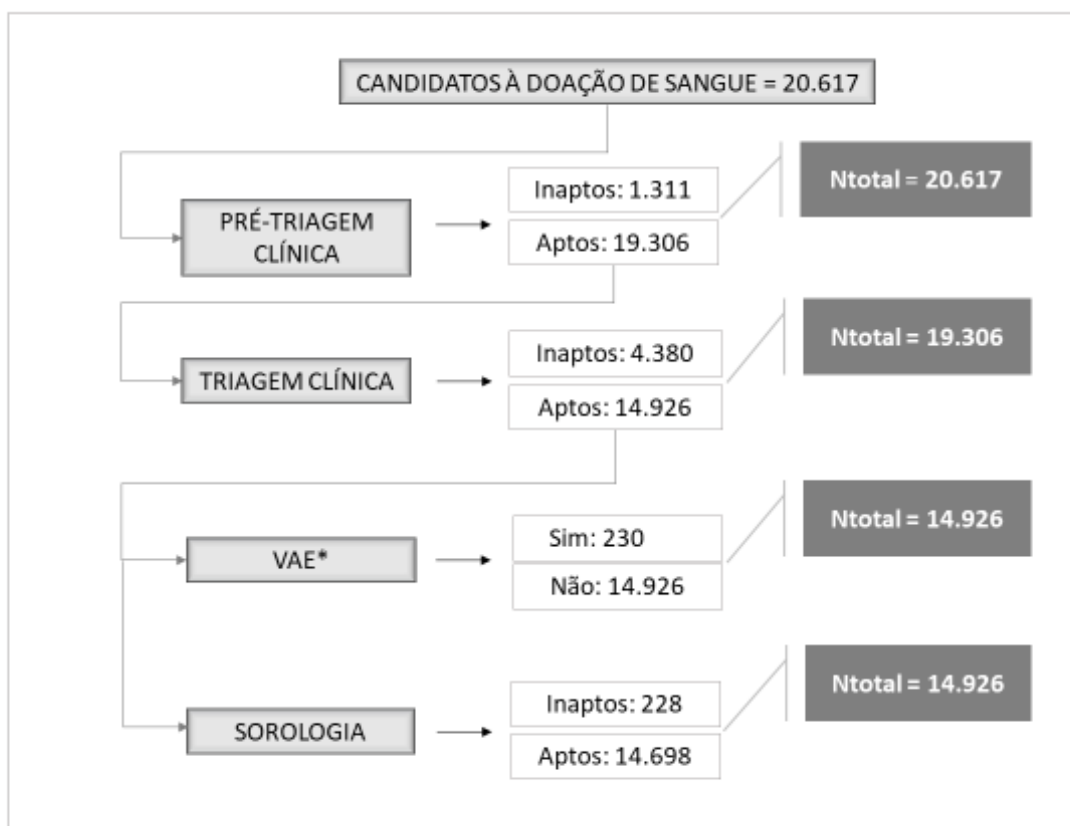 CANDIDATOS À DOAÇÃO DE SANGUE = 20.617
PRÉ-TRIAGEM
CLÍNICA
Inaptos: 1.311
Aptos: 19.306
Ntotal = 20.617
TRIAGEM CLÍNICA
Inaptos: 4.380
Aptos: 14.926
Ntotal = 19.306
VAE*
Sim: 230
Não: 14.926
Ntotal = 14.926
SOROLOGIA
Inaptos: 228
Aptos: 14.698
Ntotal = 14.926